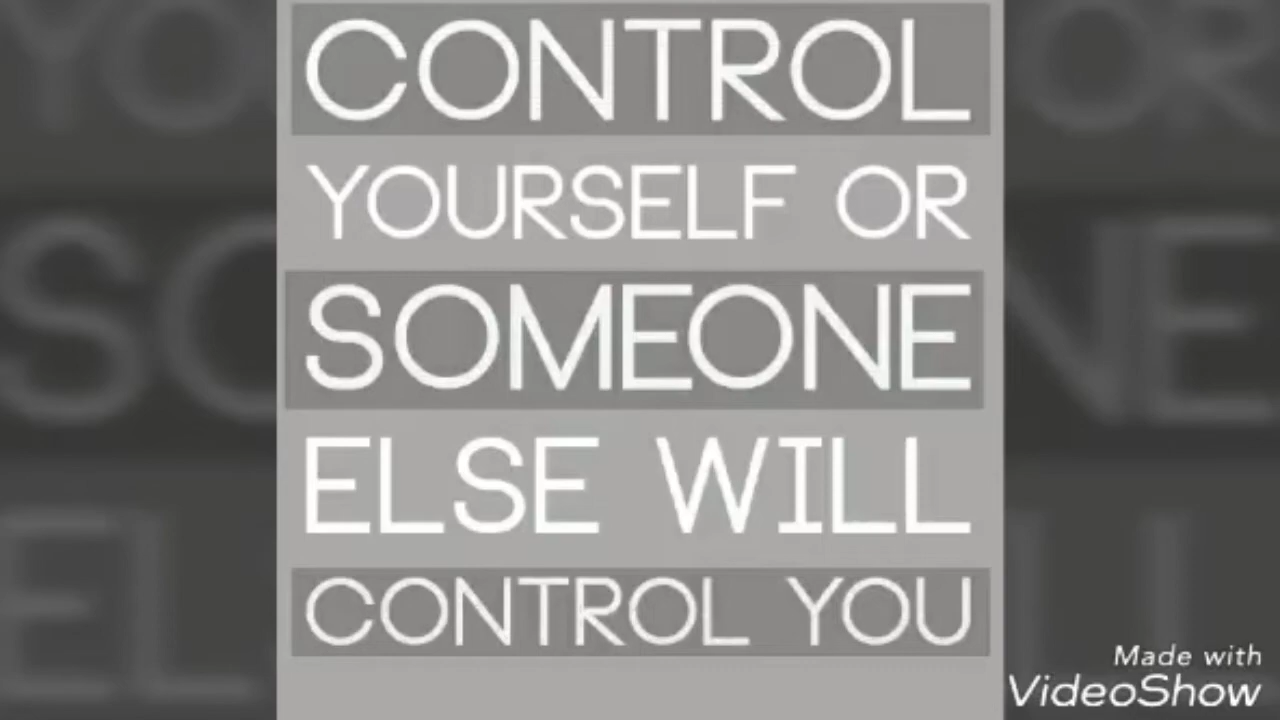 CONTROL
YOURSELF OR
SOMEONE
ELSE WILL
CONTROL YOU
Made with
VideoShow